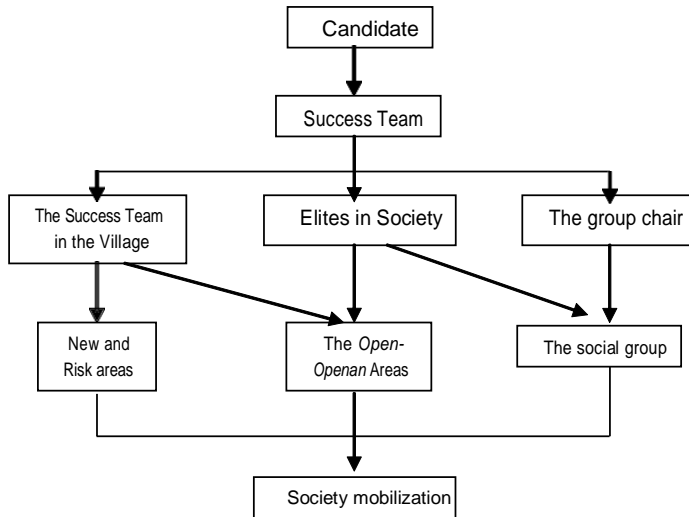 Candidate
Success Team
The Success Team
in the Village
Elites in Society
The group chair
New and
Risk areas
The Open-
Openan Areas
The social group
Society mobilization